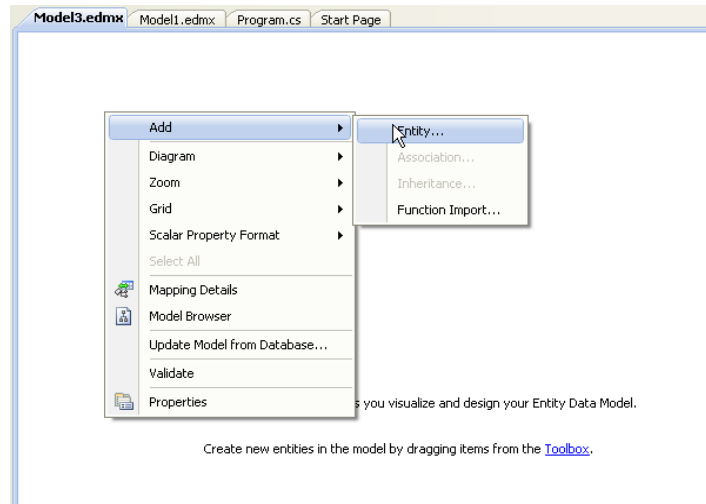 Model3.edmx Model1.edmx Program.cs Start Page
Add
Entity...
Diagram
Association...
Zoom
Inheritance...
Grid
Function Import...
Scalar Property Format
Select All
Mapping Details
Model Browser
Update Model from Database...
Validate
Properties
you visualize and design your Entity Data Model.
Create new entities in the model by dragging items from the Toolbox.